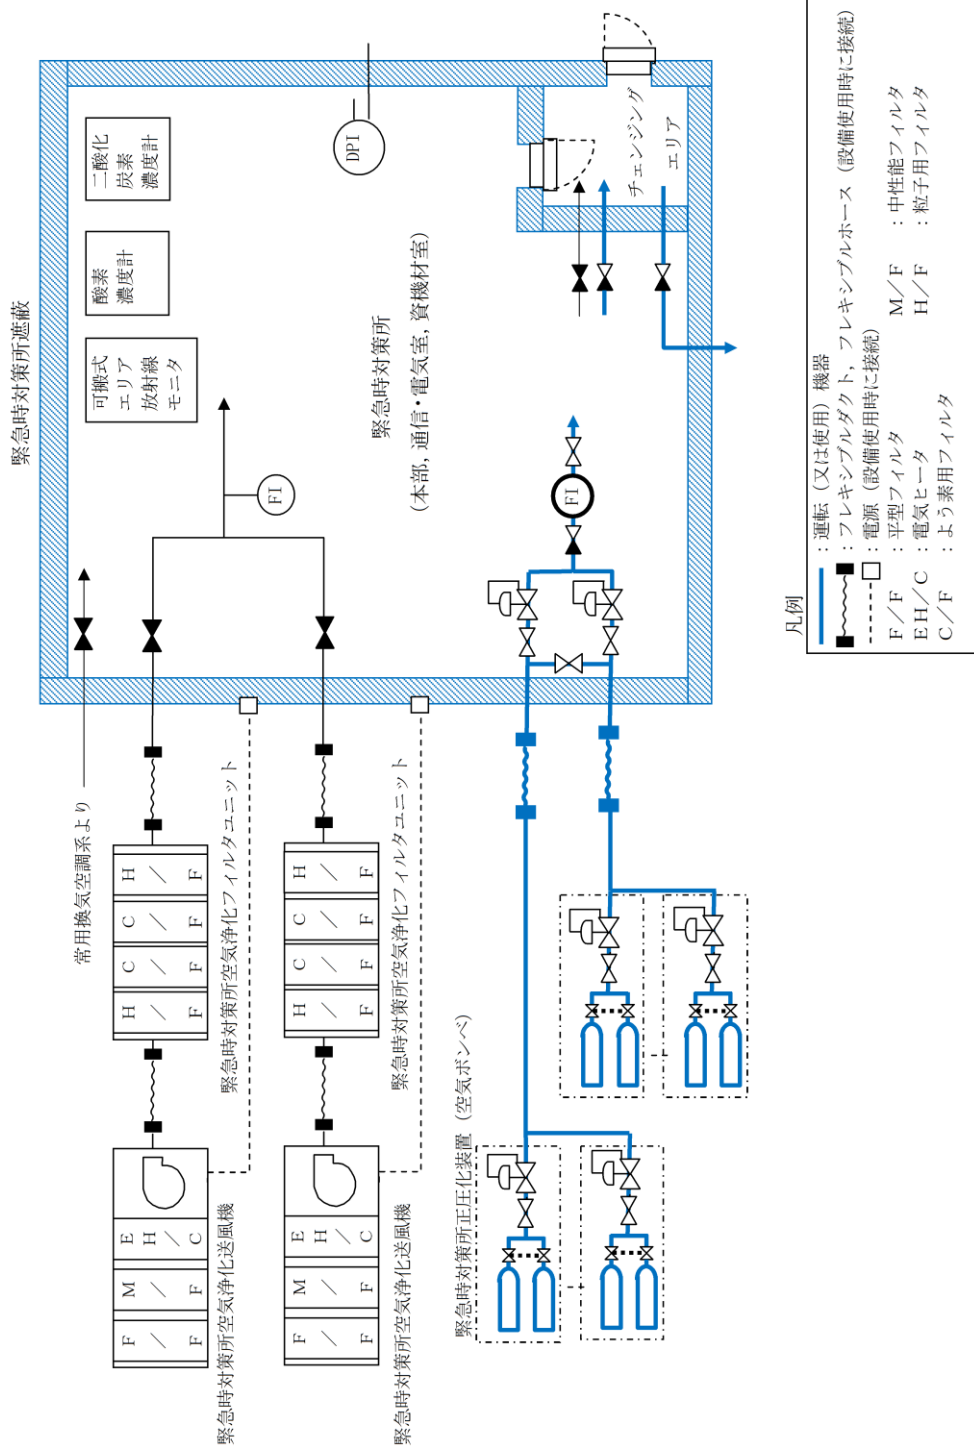 緊急時対策所遮蔽
二酸化
炭素
濃度計
酸素
濃度計
可搬式
エリア
放射線
モニタ
DPI
チェンジング
エリア
緊急時対策所
(本部, 通信・電気室, 資機材室)
FI
FI
常用換気空調系より
F/F
M/F
EH/C
H/F
C/F
C/F
H/F
緊急時対策所空気浄化送風機
緊急時対策所空気浄化フィルタユニット
F/F
M/F
EH/C
H/F
C/F
C/F
H/F
緊急時対策所空気浄化送風機
緊急時対策所空気浄化フィルタユニット
緊急時対策所正圧化装置（空気ボンベ）
凡例
：運転（又は使用）機器
：フレキシブルダクト, フレキシブルホース（設備使用時に接続）
：電源（設備使用時に接続）
F/F ：平型フィルタ M/F ：中性能フィルタ
EH/C ：電気ヒータ H/F ：粒子用フィルタ
C/F ：よう素用フィルタ